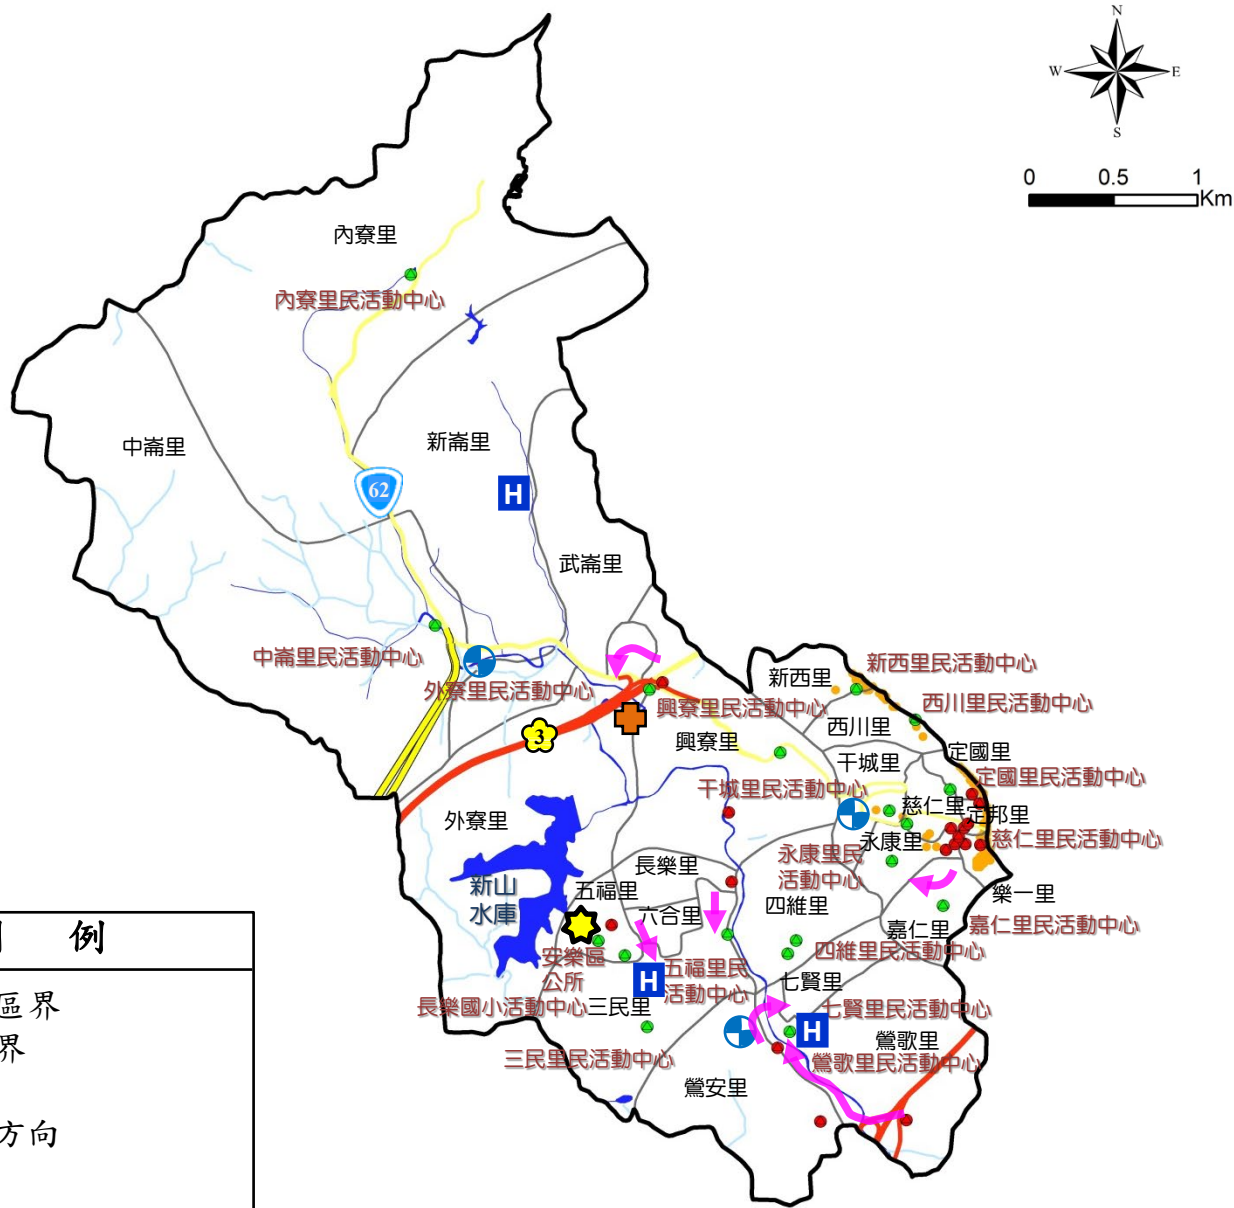 N
W
E
S
0
0.5
1
Km
內寮里
內寮里民活動中心
中崙里
新崙里
62
H
武崙里
中崙里民活動中心
外寮里民活動中心
新西里
新西里民活動中心
西川里民活動中心
興寮里民活動中心
西川里
3
興寮里
干城里
定國里
定國里民活動中心
干城里民活動中心
慈仁里
定邦里
外寮里
永康里
慈仁里民活動中心
永康里民
活動中心
長樂里
新山
水庫
五福里
六合里
四維里
樂一里
嘉仁里
嘉仁里民活動中心
四維里民活動中心
安樂區
公所
五福里民
活動中心
H
七賢里
長樂國小活動中心
三民里
七賢里民活動中心
H
鶯歌里
三民里民活動中心
鶯歌里民活動中心
鶯安里
例
區界
界
方向